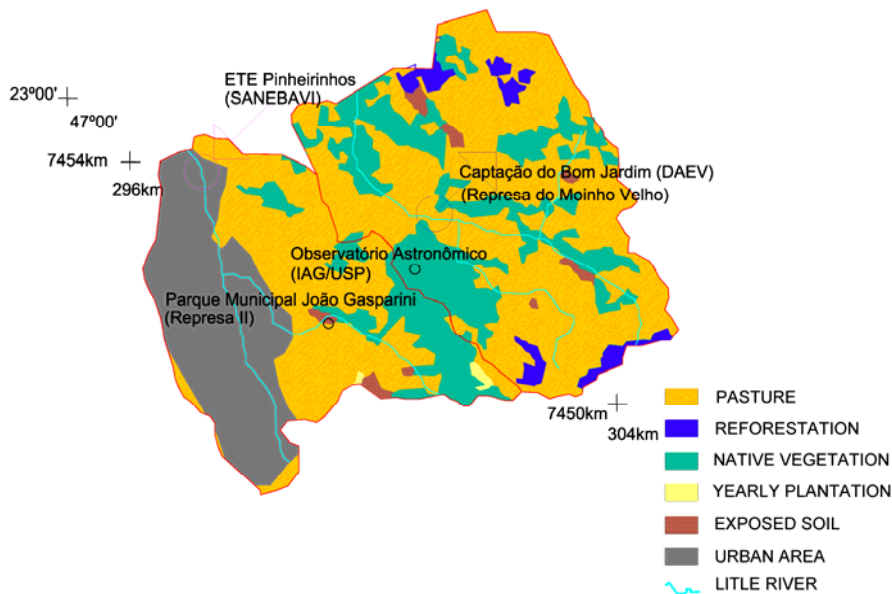 ETE Pinheirinhos
(SANEBAVI)
23º00'
47º00'
7454km
296km
Captação do Bom Jardim (DAEV)
(Represa do Moinho Velho)
Observatório Astronômico
(IAG/USP)
Parque Municipal João Gasparini
(Represa II)
7450km
304km
PASTURE
REFORESTATION
NATIVE VEGETATION
YEARLY PLANTATION
EXPOSED SOIL
URBAN AREA
LITLE RIVER